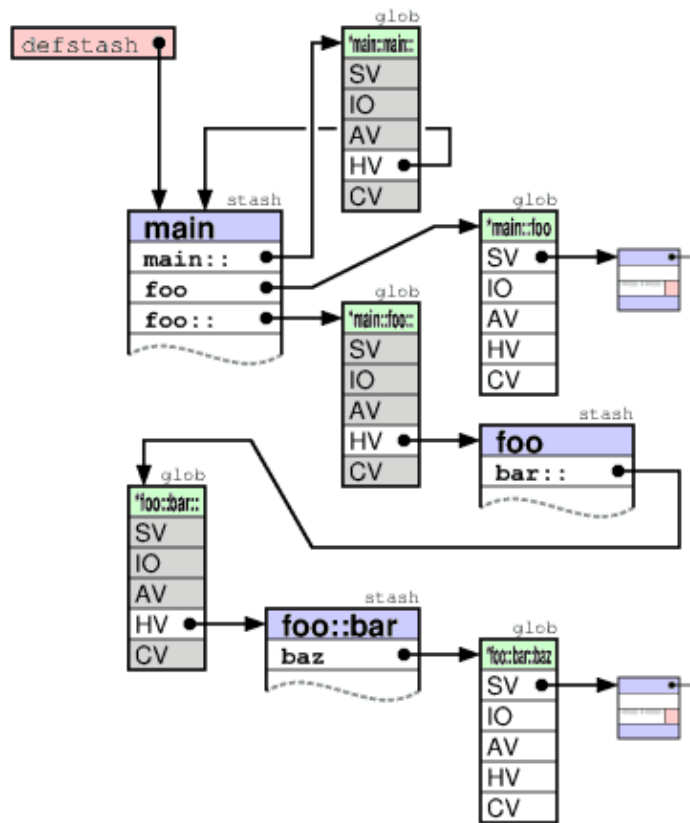 glob
defstash
*main::main::
SV
IO
AV
HV
CV
stash
main
main::
foo
foo::
glob
*main::foo
SV
IO
AV
HV
CV
glob
*main::foo::
SV
IO
AV
HV
CV
stash
foo
bar::
glob
*foo::bar::
SV
IO
AV
HV
CV
stash
foo::bar
baz
glob
*foo::bar::baz
SV
IO
AV
HV
CV